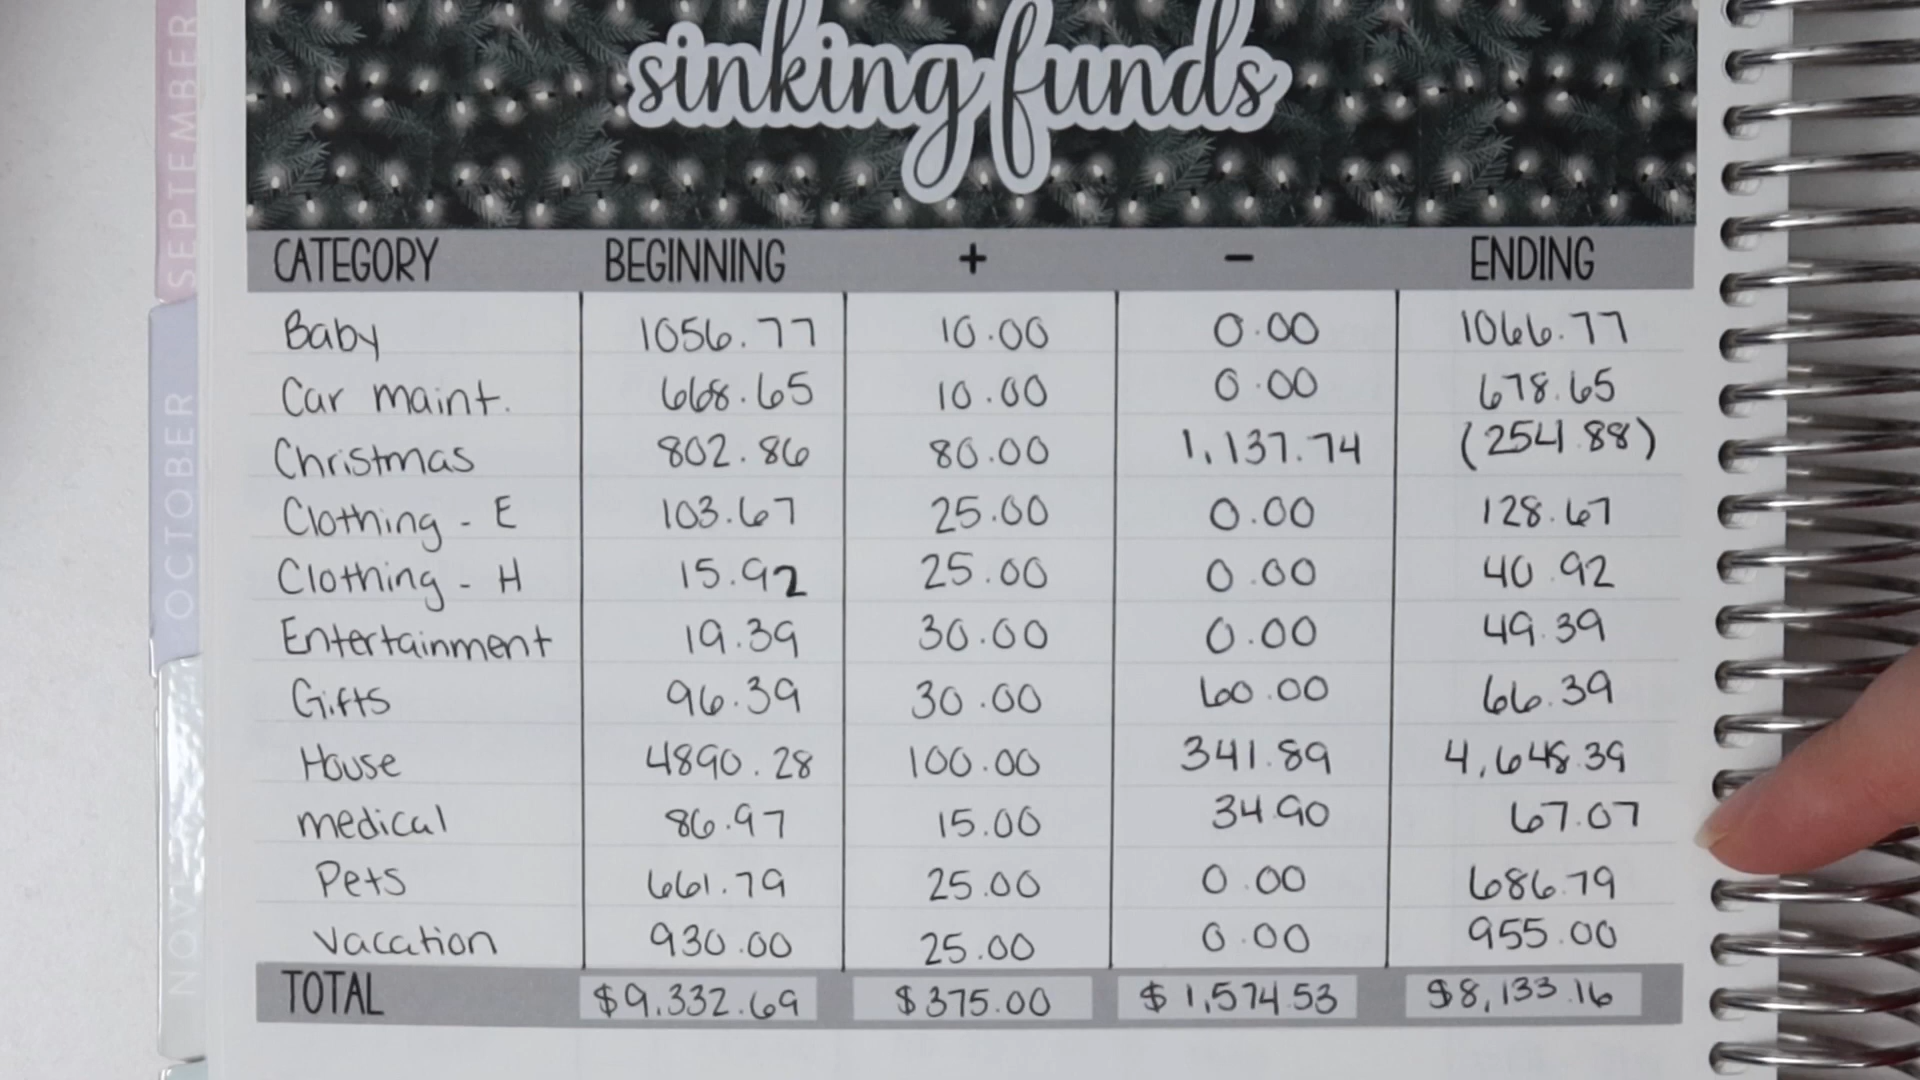 sinking funds
CATEGORY BEGINNING + − ENDING
Baby 1056.77 10.00 0.00 1066.77
Car maint. 668.65 10.00 0.00 678.65
Christmas 802.86 80.00 1,137.74 (254.88)
Clothing - E 103.67 25.00 0.00 128.67
Clothing - H 15.92 25.00 0.00 40.92
Entertainment 19.39 30.00 0.00 49.39
Gifts 96.39 30.00 60.00 66.39
House 4890.28 100.00 341.89 4,648.39
medical 86.97 15.00 34.90 67.07
Pets 661.79 25.00 0.00 686.79
vacation 930.00 25.00 0.00 955.00
TOTAL $9,332.69 $375.00 $1,574.53 $8,133.16
SEPTEMBER
OCTOBER